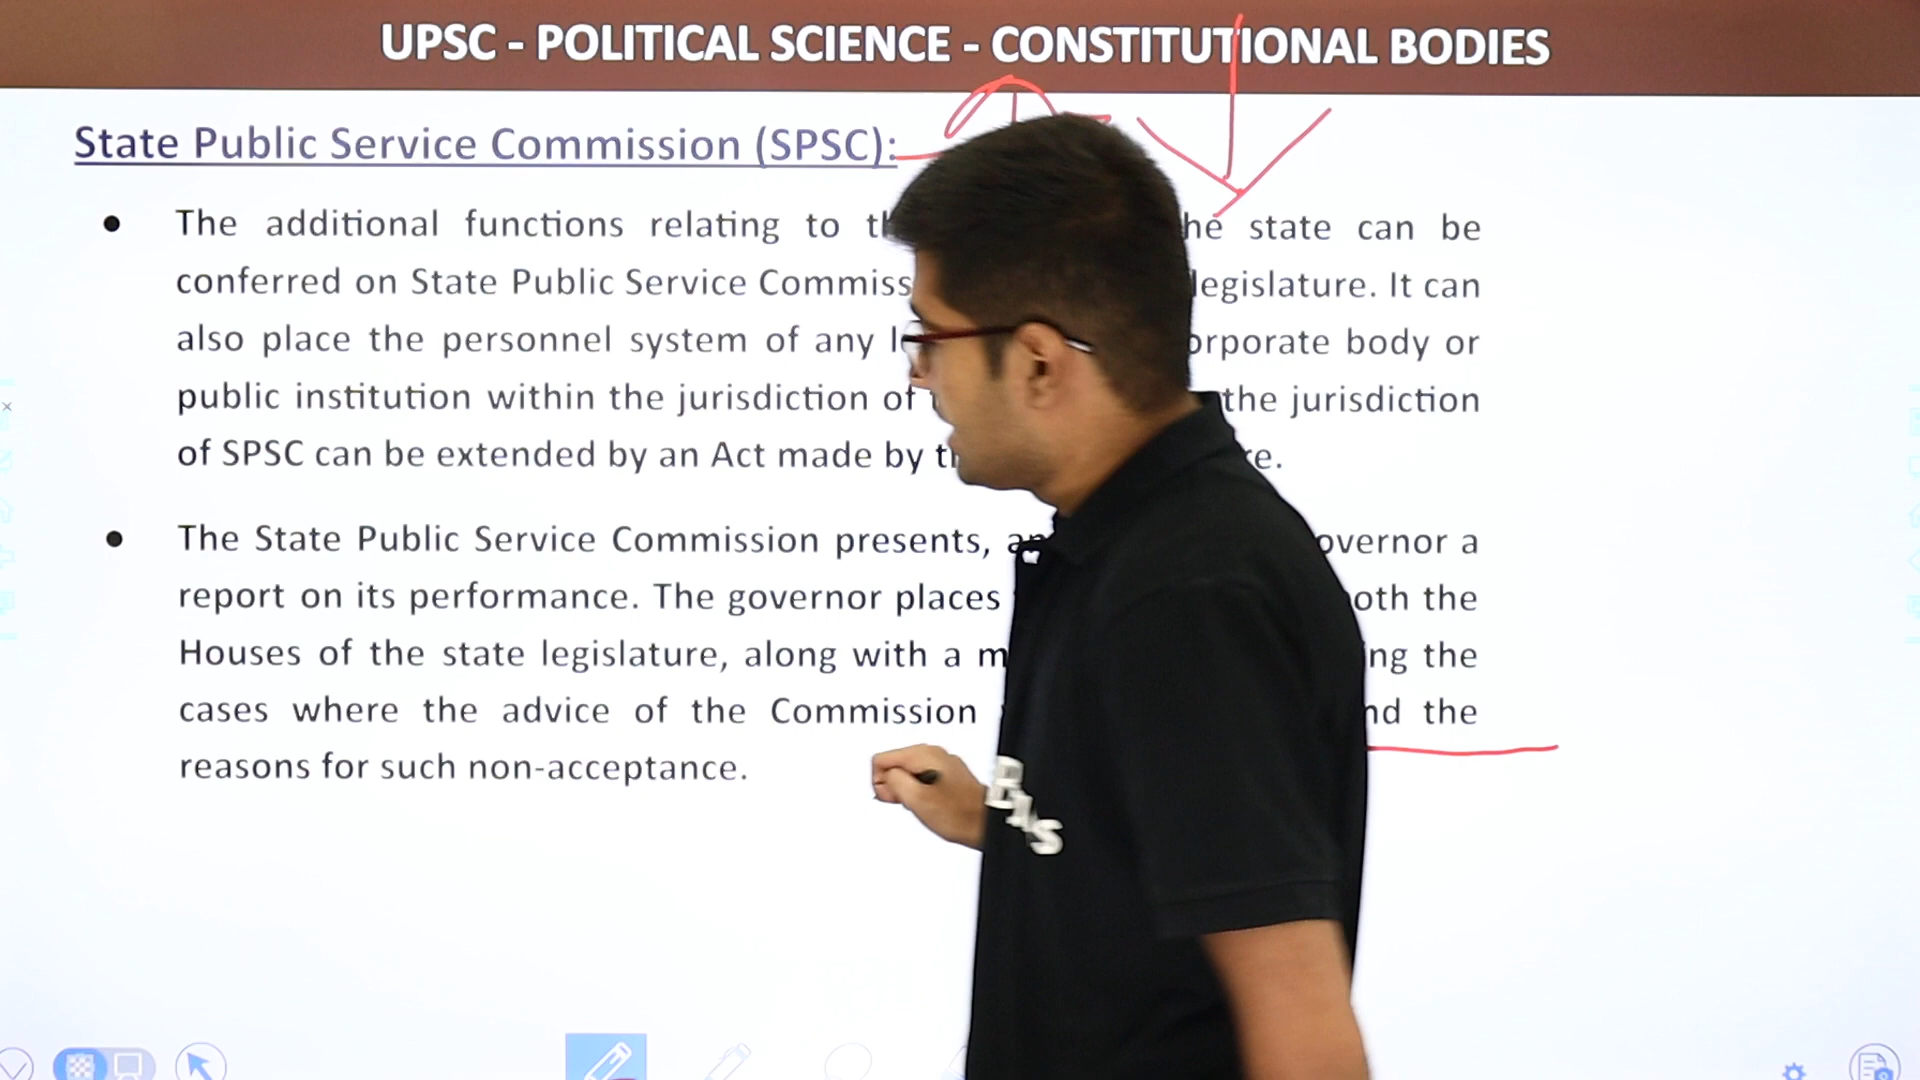 UPSC - POLITICAL SCIENCE - CONSTITUTIONAL BODIES
State Public Service Commission (SPSC):
● The additional functions relating to he state can be
conferred on State Public Service Commiss legislature. It can
also place the personnel system of any orporate body or
public institution within the jurisdiction of the jurisdiction
of SPSC can be extended by an Act made by re.
● The State Public Service Commission presents, overnor a
report on its performance. The governor places oth the
Houses of the state legislature, along with a ing the
cases where the advice of the Commission nd the
reasons for such non-acceptance.